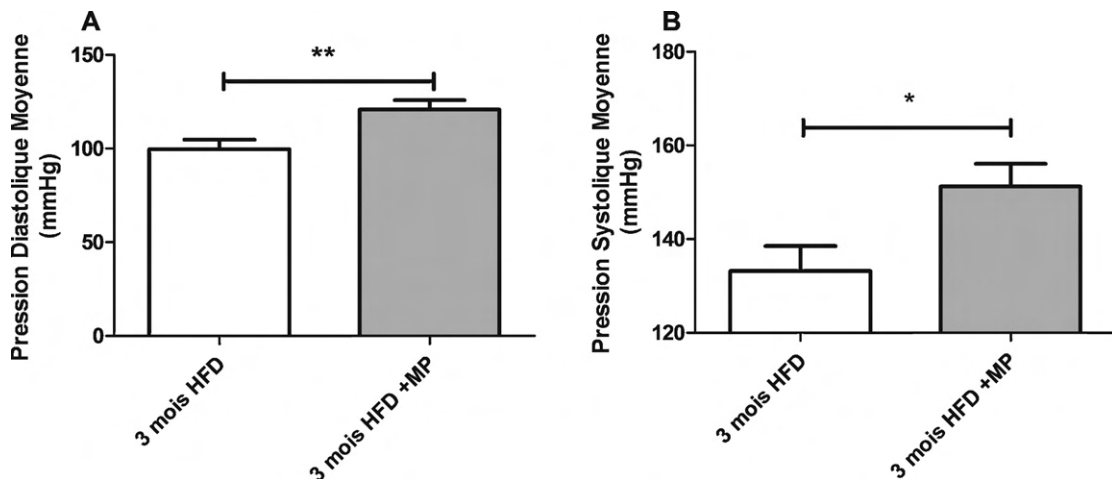 A
Pression Diastolique Moyenne
(mmHg)
150
100
50
0
**
3 mois HFD
3 mois HFD +MP
B
Pression Systolique Moyenne
(mmHg)
180
160
140
120
*
3 mois HFD
3 mois HFD +MP